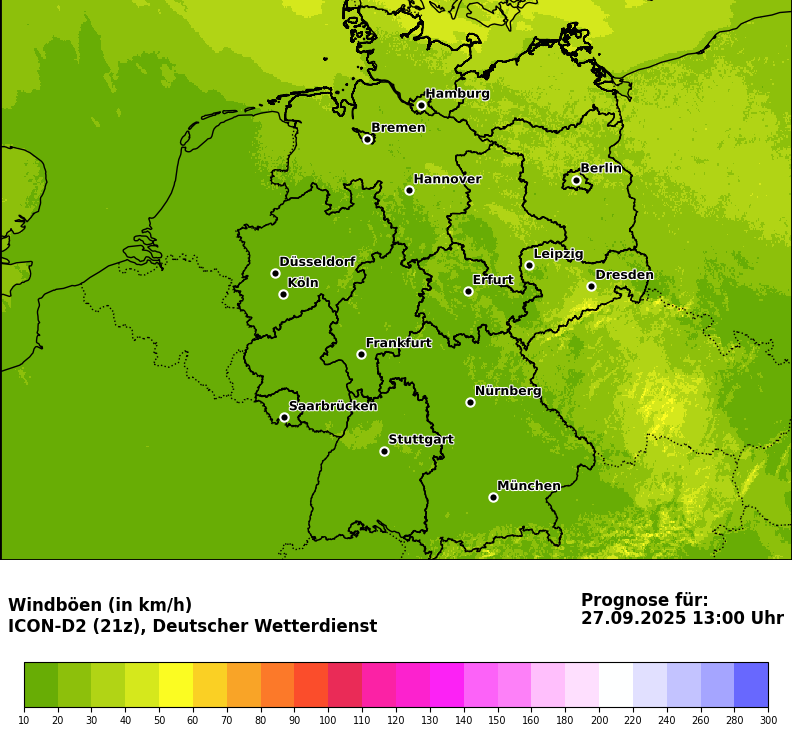 Hamburg
Bremen
Berlin
Hannover
Leipzig
Düsseldorf
Dresden
Köln
Erfurt
Frankfurt
Nürnberg
Saarbrücken
Stuttgart
München
Windböen (in km/h)
ICON-D2 (21z), Deutscher Wetterdienst
Prognose für:
27.09.2025 13:00 Uhr
10 20 30 40 50 60 70 80 90 100 110 120 130 140 150 160 180 200 220 240 260 280 300